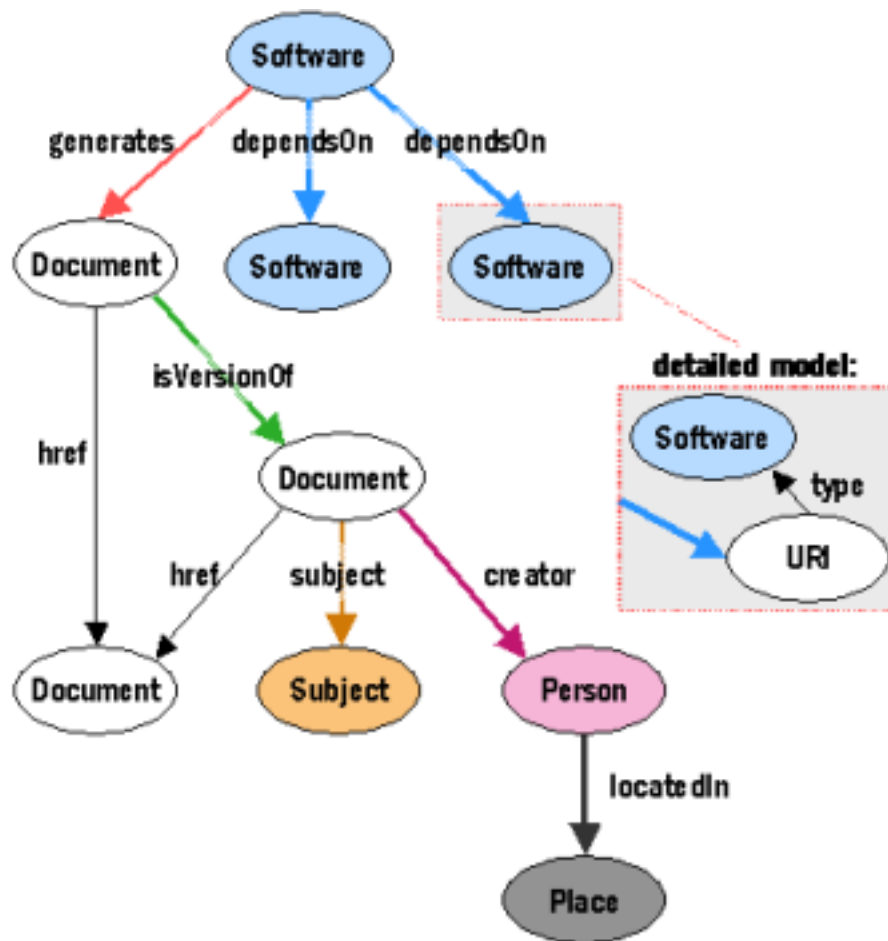 Software
generates
dependsOn
dependsOn
Document
Software
Software
isVersionOf
detailed model:
Software
href
Document
type
URI
href
subject
creator
Document
Subject
Person
locatedIn
Place